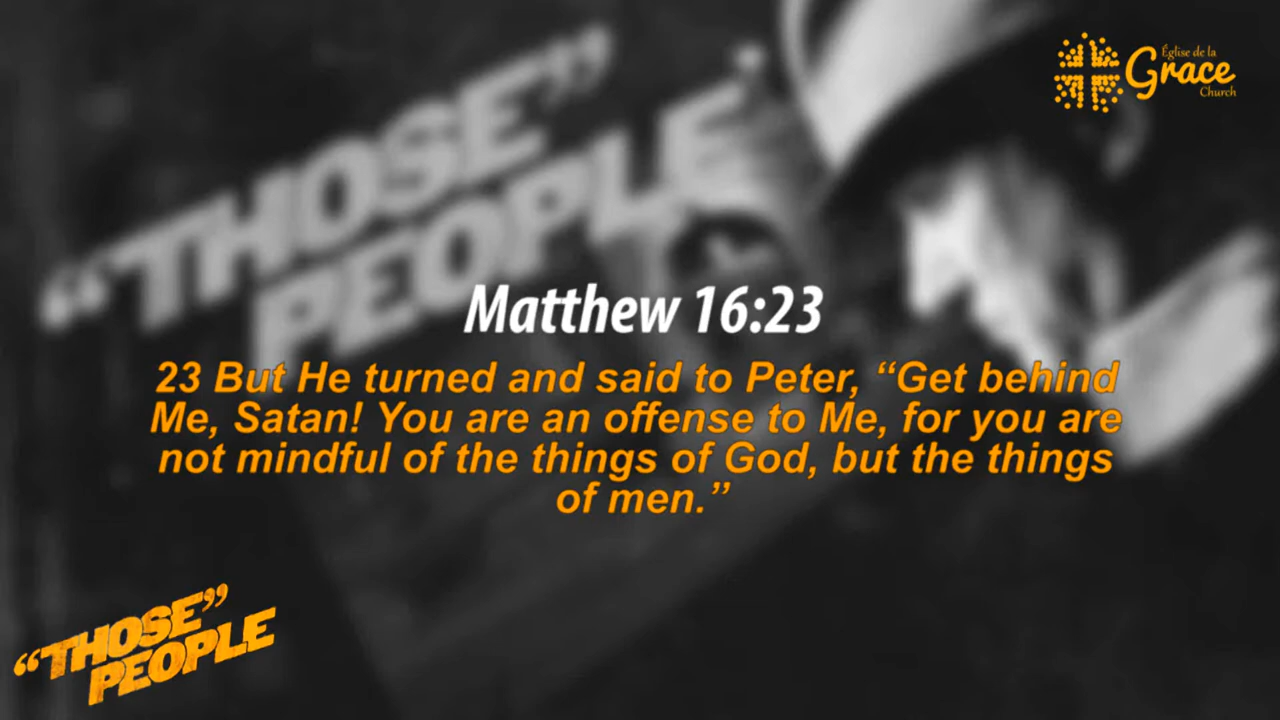 “THOSE”
PEOPLE
Église de la
Grace
Church
Matthew 16:23
23 But He turned and said to Peter, “Get behind
Me, Satan! You are an offense to Me, for you are
not mindful of the things of God, but the things
of men.”
“THOSE”
PEOPLE